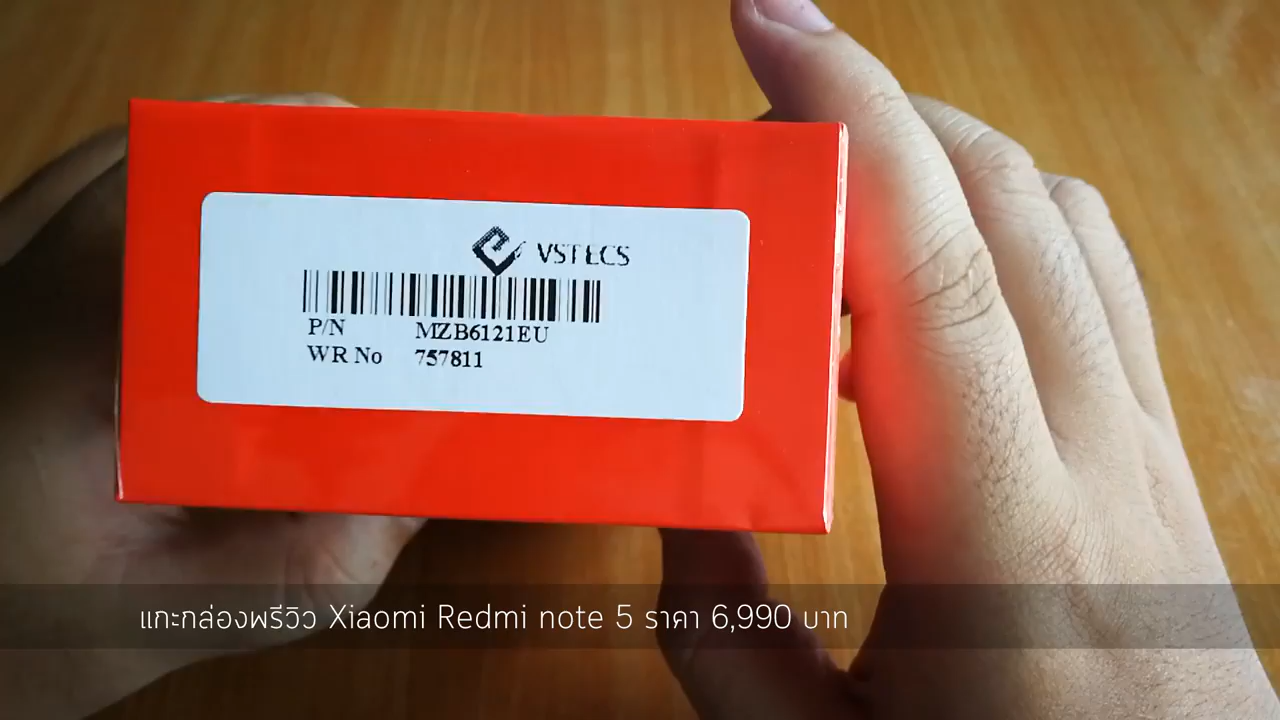 VSTECS
P/N MZB6121EU
WR No 757811
แกะกล่องพรีวิว Xiaomi Redmi note 5 ราคา 6,990 บาท